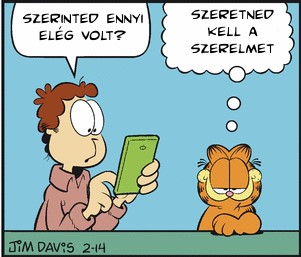 SZERINTED ENNYI
ELÉG VOLT?
SZERETNED
KELL A
SZERELMET
JIM DAVIS 2-14